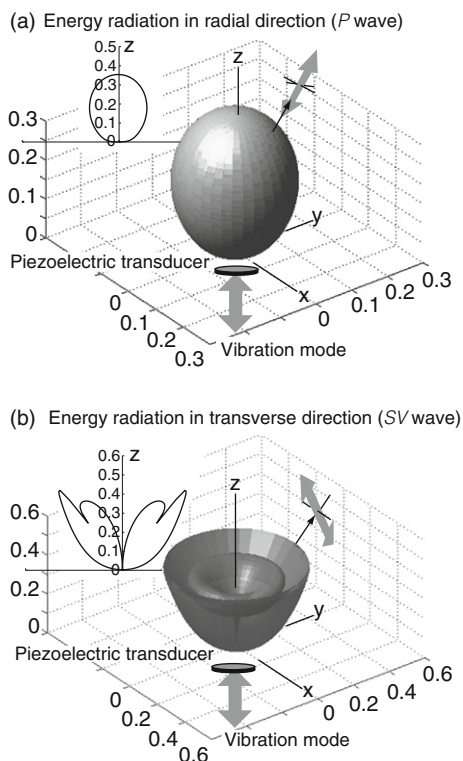 (a) Energy radiation in radial direction (P wave)
0.5 z
0.4
0.3
0.2
0.1
0
z
0.3
0.2
0.1
0
y
Piezoelectric transducer
x
0
0.1
0.2
0.3
0
0.1
0.2
0.3
Vibration mode
(b) Energy radiation in transverse direction (SV wave)
0.6 z
0.5
0.4
0.3
0.2
0.1
0
z
0.6
0.4
0.2
0
y
Piezoelectric transducer
x
0
0.2
0.4
0.6
0
0.2
0.4
0.6
Vibration mode